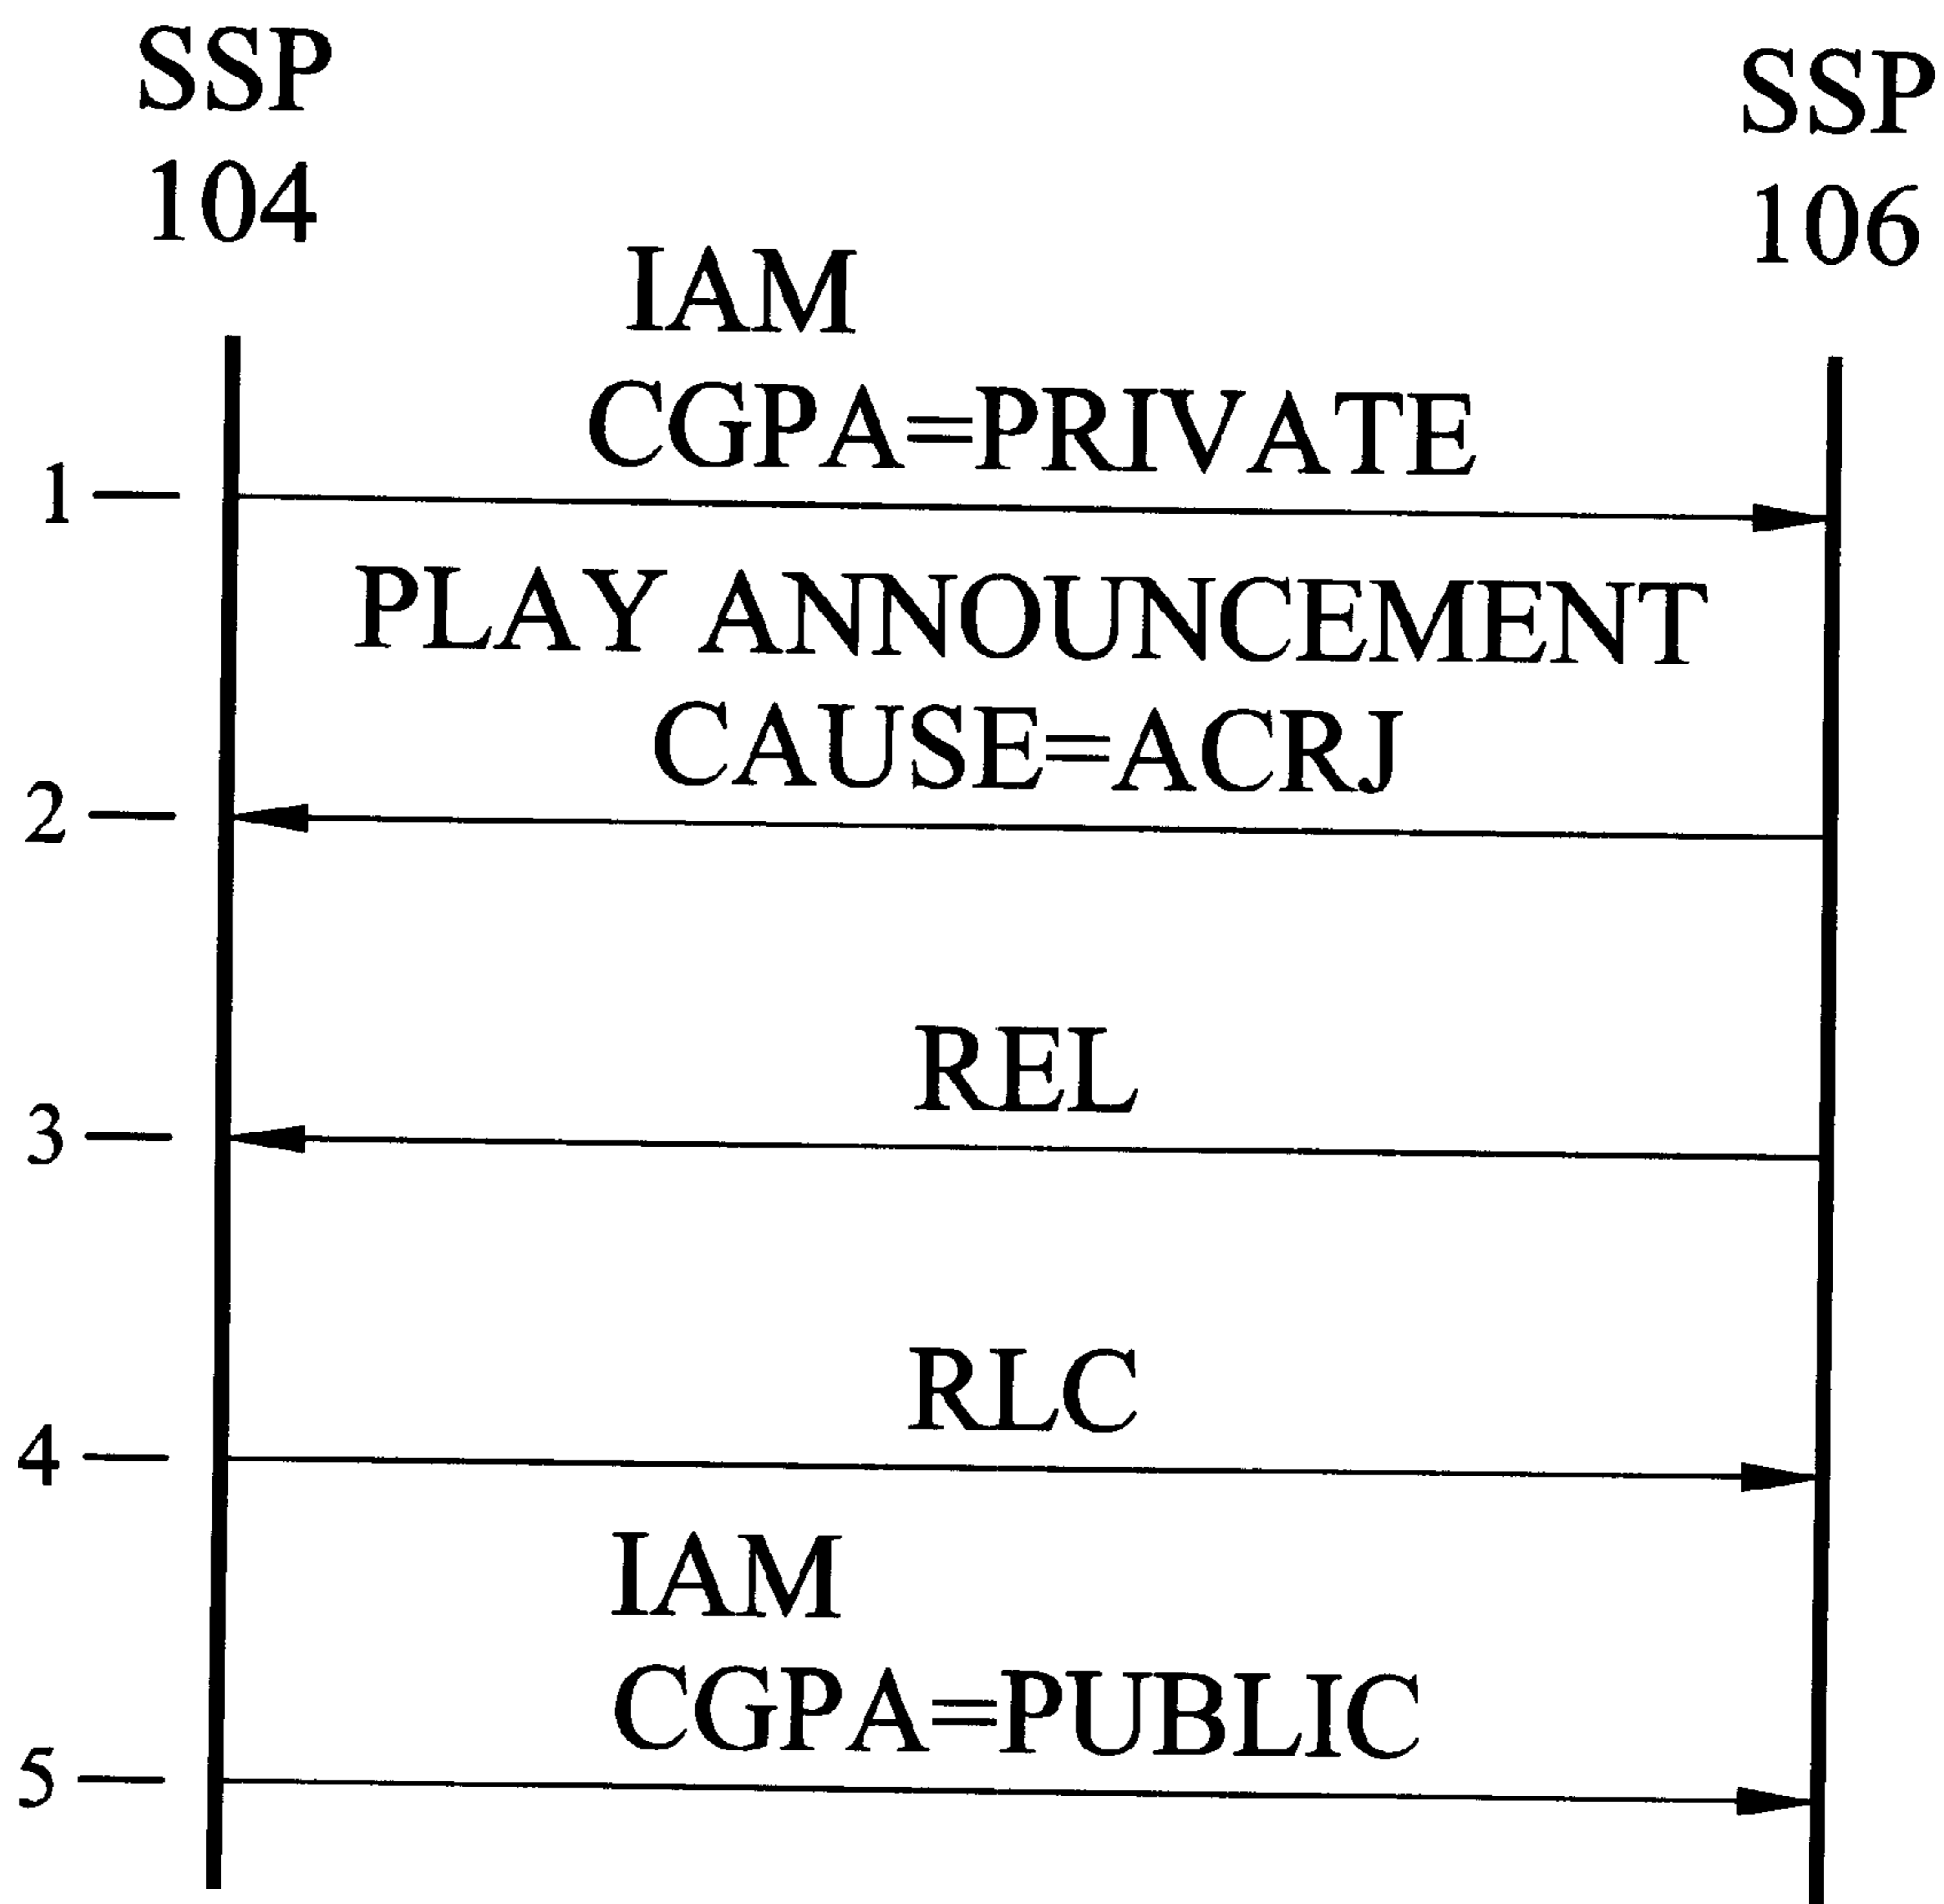 SSP
104
SSP
106
IAM
CGPA=PRIVATE
1
PLAY ANNOUNCEMENT
CAUSE=ACRJ
2
REL
3
RLC
4
IAM
CGPA=PUBLIC
5